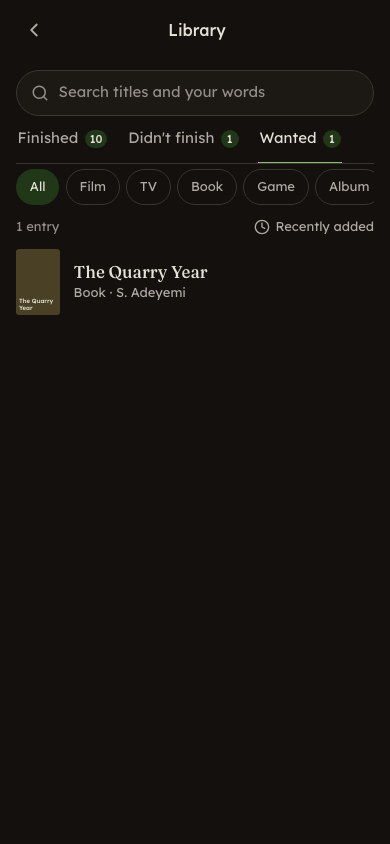 Library
Search titles and your words
Finished 10 Didn't finish 1 Wanted 1
All Film TV Book Game Album
1 entry Recently added
The Quarry Year
Book · S. Adeyemi
The Quarry
Year